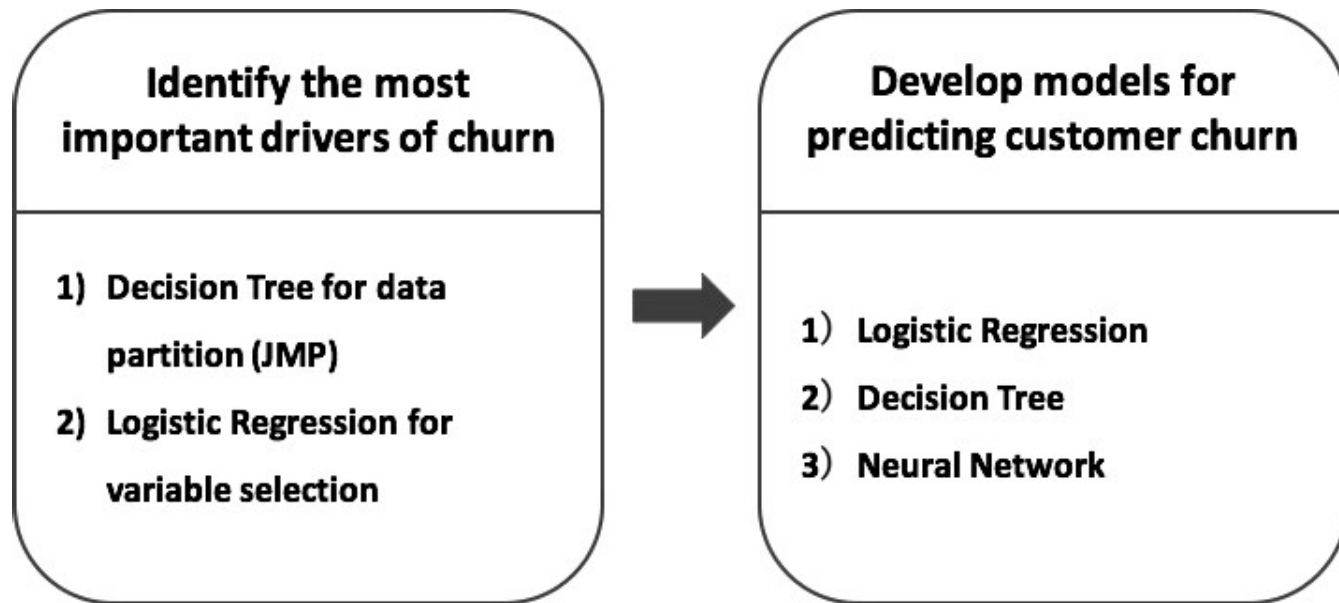 Identify the most
important drivers of churn
1) Decision Tree for data
partition (JMP)
2) Logistic Regression for
variable selection
Develop models for
predicting customer churn
1）Logistic Regression
2）Decision Tree
3）Neural Network